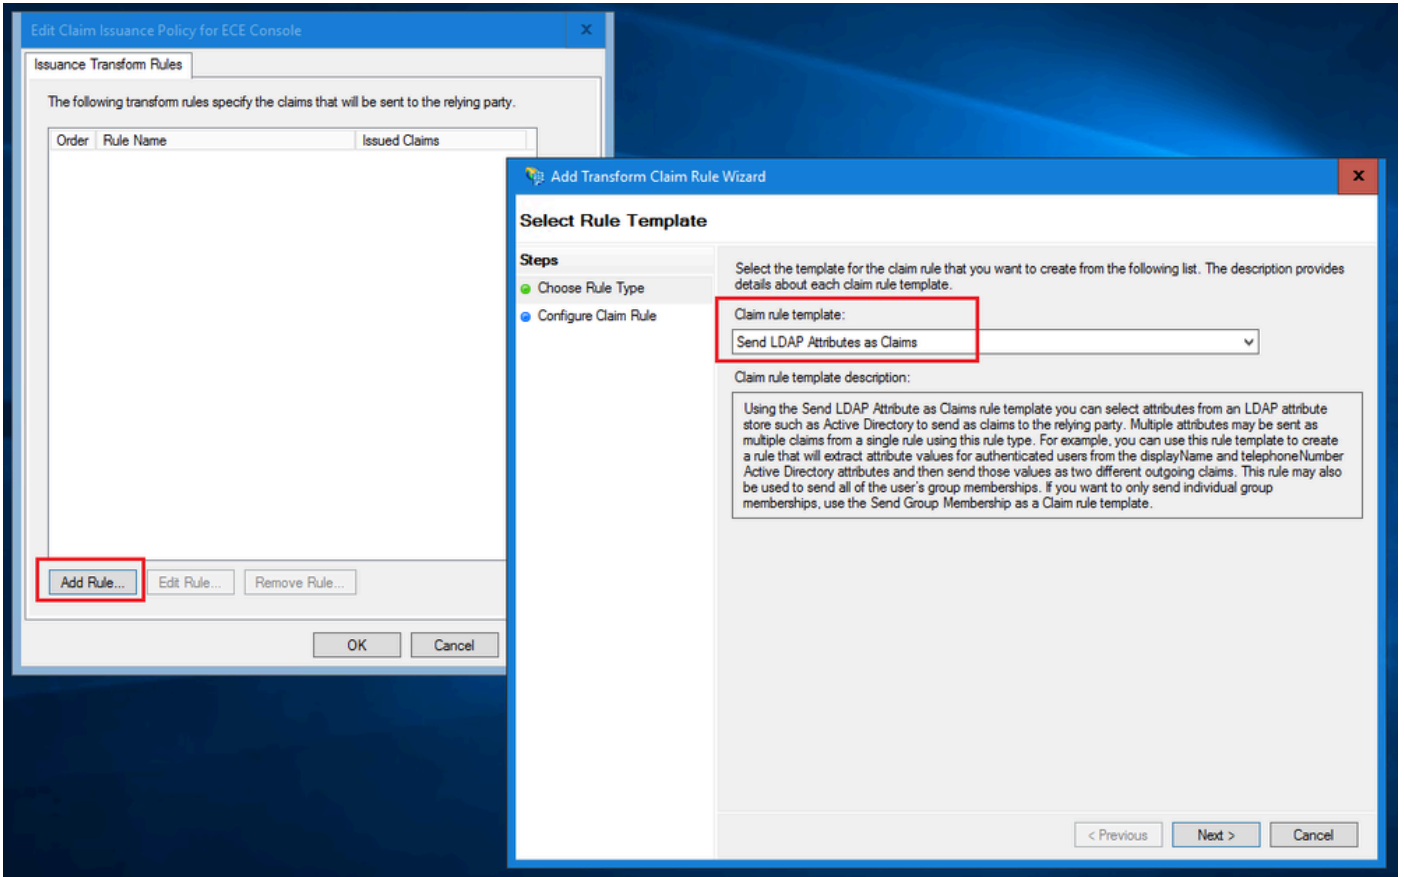 Edit Claim Issuance Policy for ECE Console
X
Issuance Transform Rules
The following transform rules specify the claims that will be sent to the relying party.
Order Rule Name Issued Claims
Add Rule... Edit Rule... Remove Rule...
OK Cancel
Add Transform Claim Rule Wizard
X
Select Rule Template
Steps
Choose Rule Type
Configure Claim Rule
Select the template for the claim rule that you want to create from the following list. The description provides
details about each claim rule template.
Claim rule template:
Send LDAP Attributes as Claims
Claim rule template description:
Using the Send LDAP Attribute as Claims rule template you can select attributes from an LDAP attribute
store such as Active Directory to send as claims to the relying party. Multiple attributes may be sent as
multiple claims from a single rule using this rule type. For example, you can use this rule template to create
a rule that will extract attribute values for authenticated users from the displayName and telephoneNumber
Active Directory attributes and then send those values as two different outgoing claims. This rule may also
be used to send all of the user's group memberships. If you want to only send individual group
memberships, use the Send Group Membership as a Claim rule template.
< Previous Next > Cancel